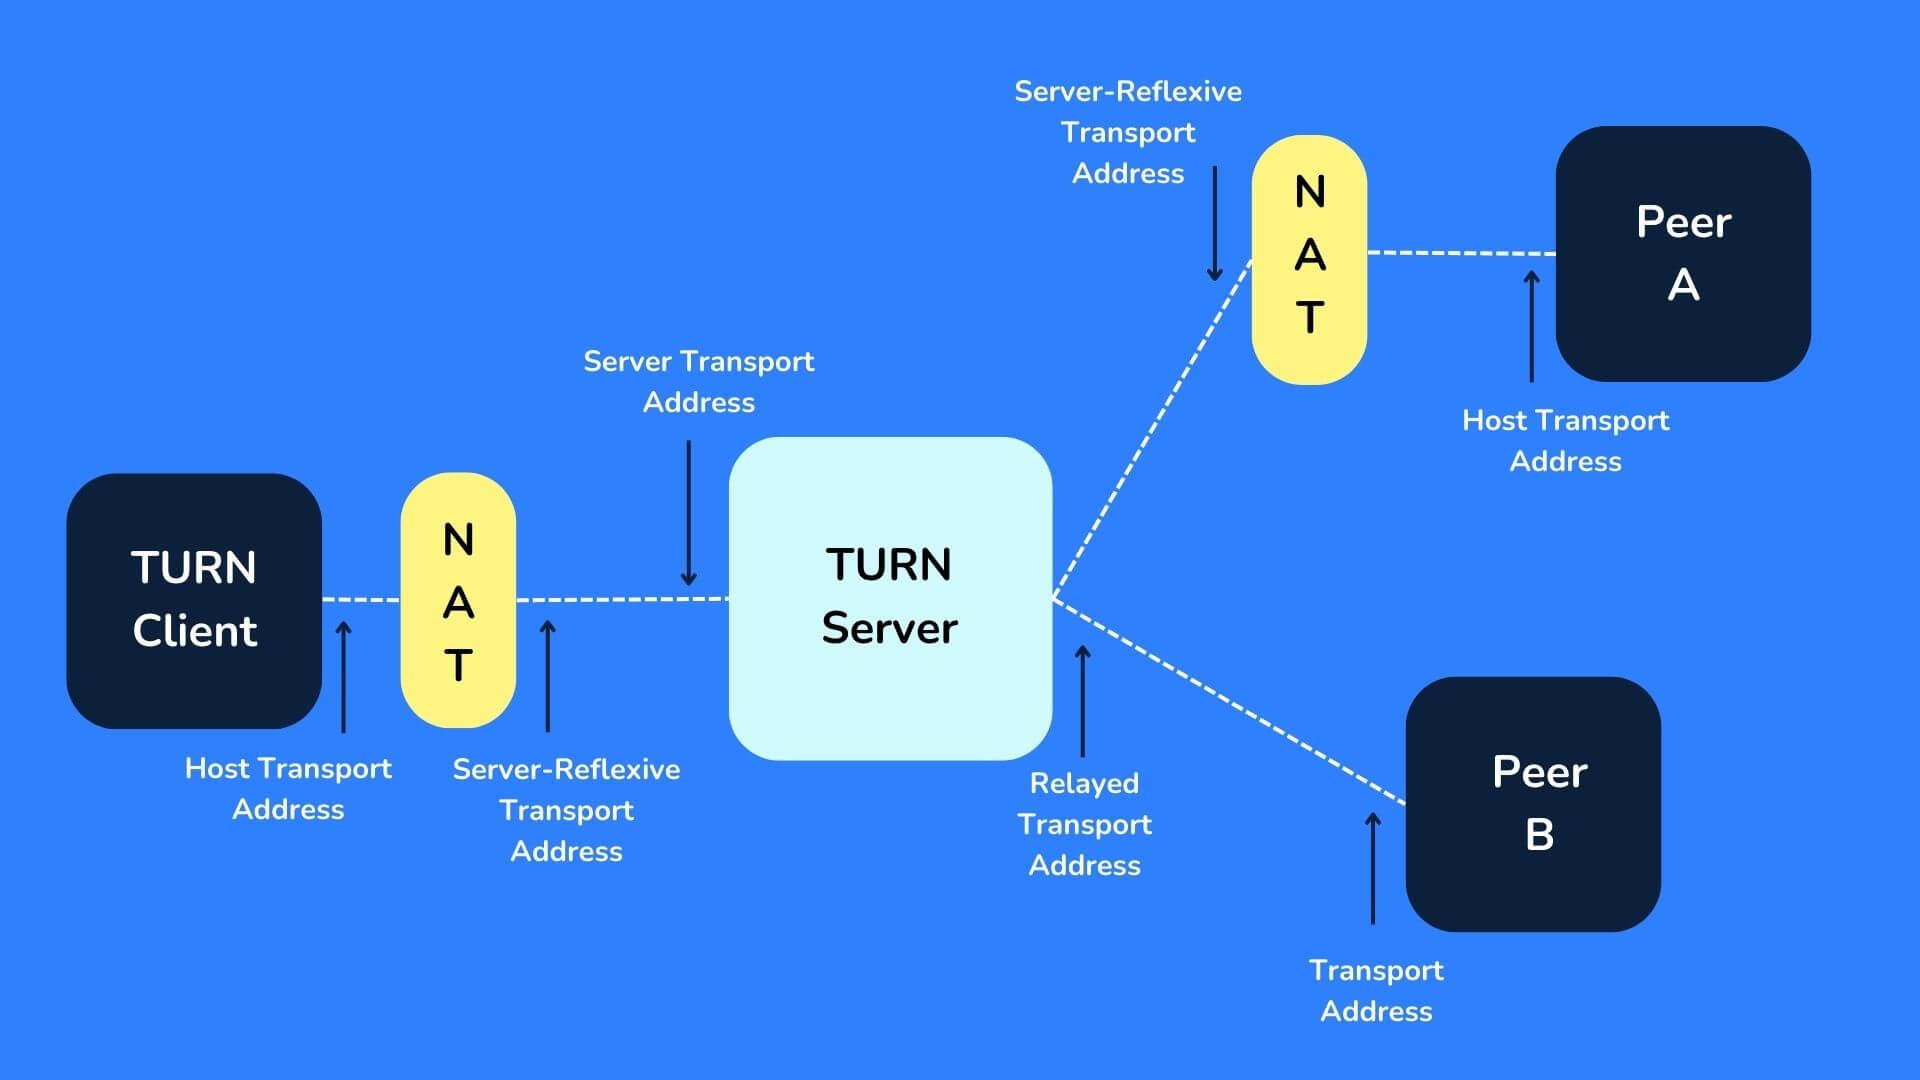 Server-Reflexive
Transport
Address
N
A
T
Peer
A
Host Transport
Address
Server Transport
Address
TURN
Client
N
A
T
TURN
Server
Host Transport
Address
Server-Reflexive
Transport
Address
Relayed
Transport
Address
Peer
B
Transport
Address